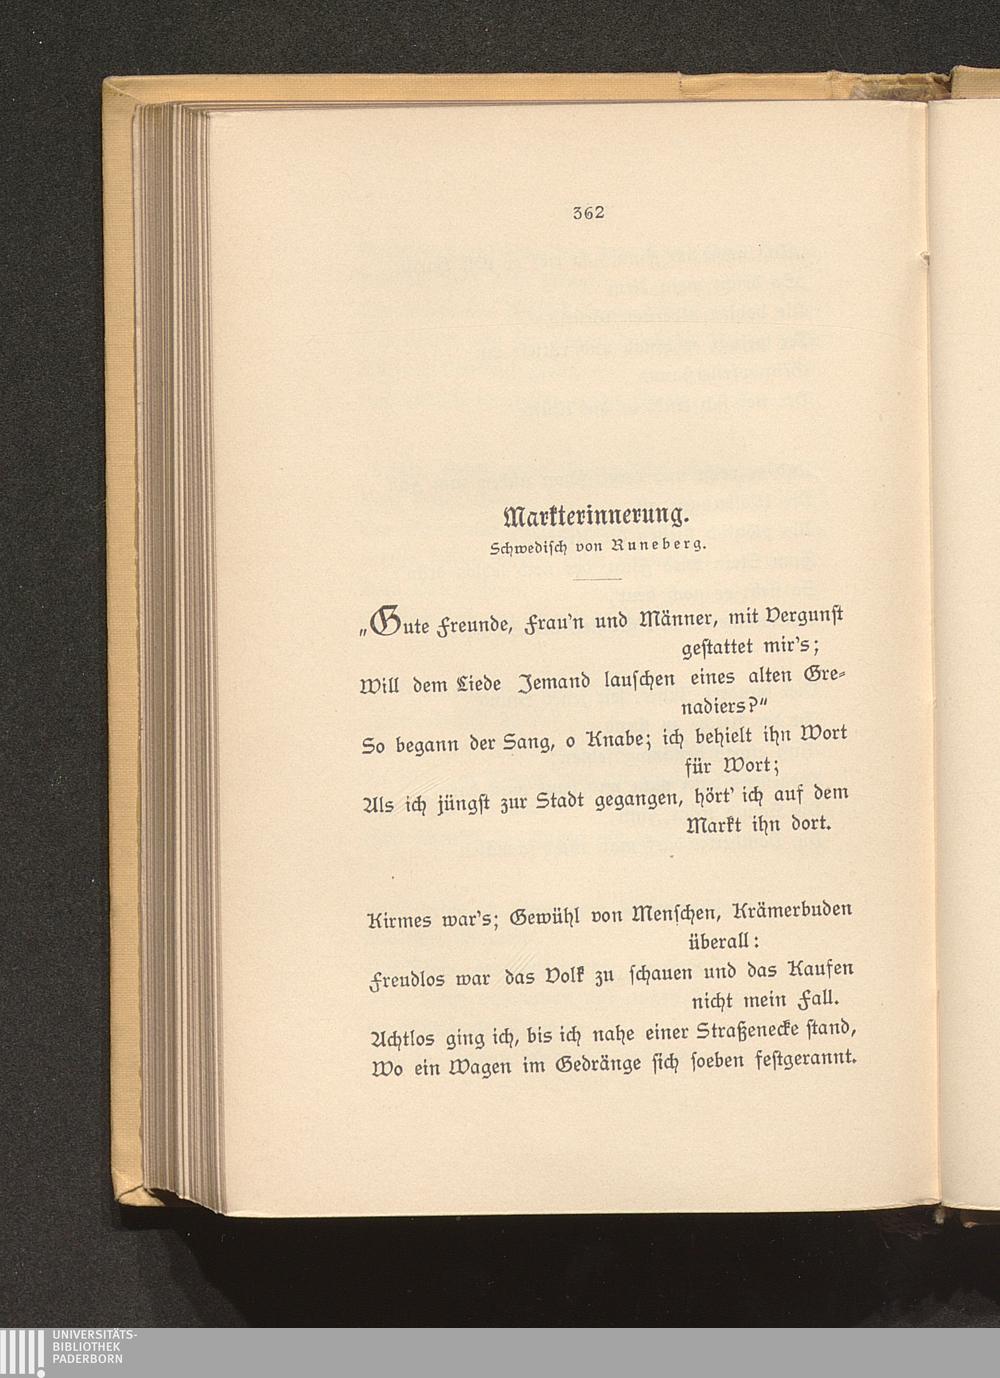 362
Markterinnerung.
Schwedisch von Runeberg.
„Gute Freunde, Frau'n und Männer, mit Vergunst
gestattet mir's;
Will dem Liede Jemand lauschen eines alten Gre-
nadiers?“
So begann der Sang, o Knabe; ich behielt ihn Wort
für Wort;
Als ich jüngst zur Stadt gegangen, hört' ich auf dem
Markt ihn dort.
Kirmes war's; Gewühl von Menschen, Krämerbuden
überall:
Freudlos war das Volk zu schauen und das Kaufen
nicht mein Fall.
Achtlos ging ich, bis ich nahe einer Straßenecke stand,
Wo ein Wagen im Gedränge sich soeben festgerannt.
UNIVERSITÄTS-
BIBLIOTHEK
PADERBORN